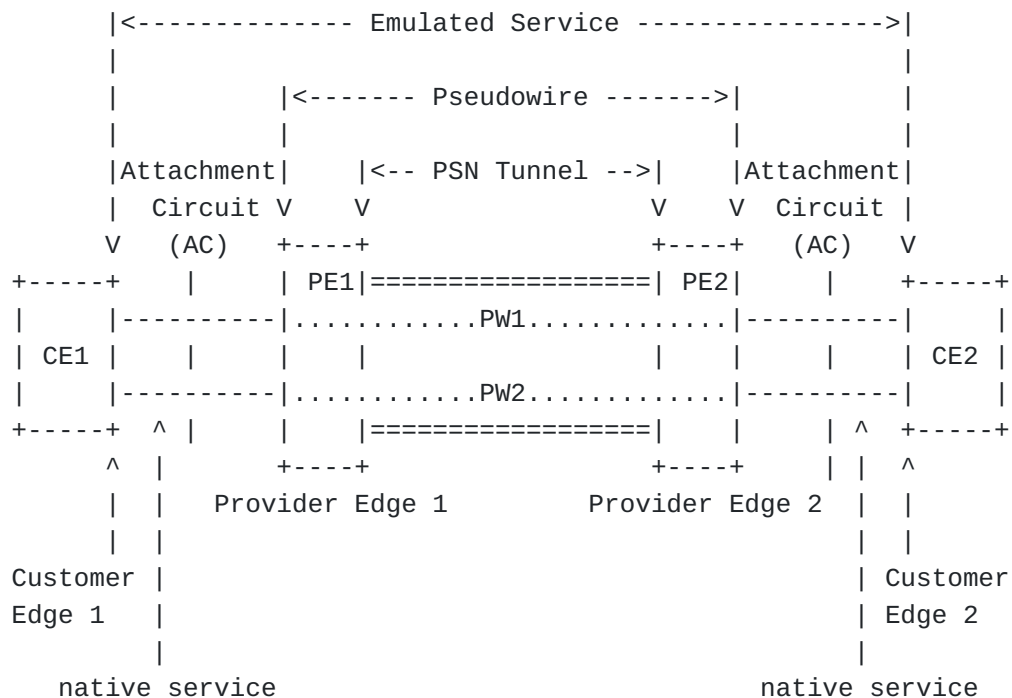 |<-------------- Emulated Service ---------------->|
|                                                  |
|         |<------- Pseudowire ------->|           |
|         |                            |           |
|Attachment|    |<-- PSN Tunnel -->|    |Attachment|
|  Circuit V    V                  V    V  Circuit |
V   (AC)   +----+                  +----+   (AC)   V
+-----+    |     | PE1|==================| PE2|     |    +-----+
|     |----------|............PW1.............|----------|     |
| CE1 |    |     |    |                  |    |     |    | CE2 |
|     |----------|............PW2.............|----------|     |
+-----+  ^ |     |    |==================|    |     | ^  +-----+
^  |       +----+                  +----+     | |  ^
|  |   Provider Edge 1         Provider Edge 2  |  |
|  |                                            |  |
Customer |                                            | Customer
Edge 1   |                                            | Edge 2
|                                            |
native service                               native service